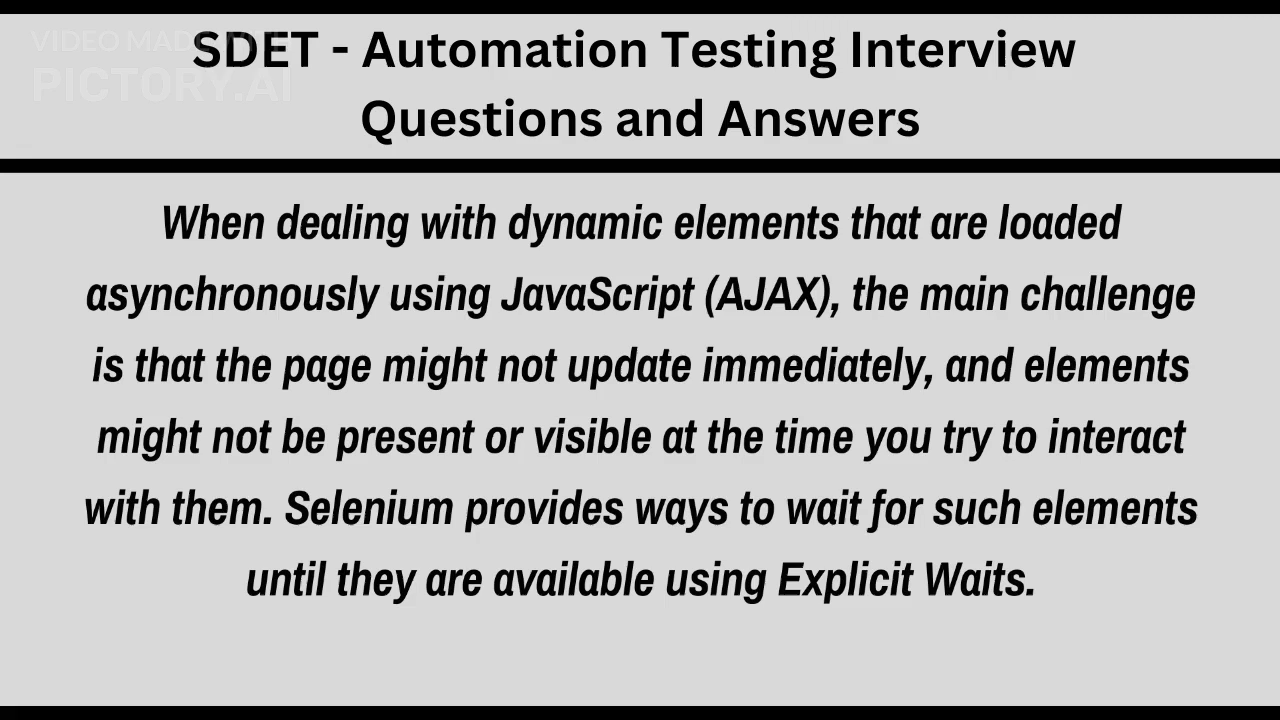 VIDEO MADE WITH
PICTORY.AI
SDET - Automation Testing Interview
Questions and Answers
When dealing with dynamic elements that are loaded
asynchronously using JavaScript (AJAX), the main challenge
is that the page might not update immediately, and elements
might not be present or visible at the time you try to interact
with them. Selenium provides ways to wait for such elements
until they are available using Explicit Waits.